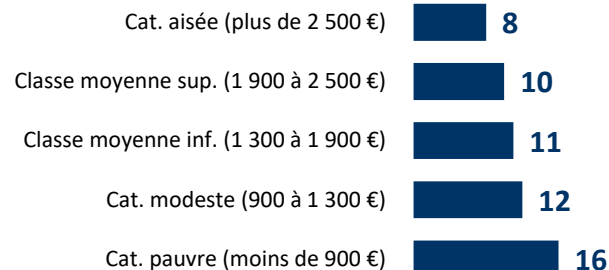 Cat. aisée (plus de 2 500 €) 8
Classe moyenne sup. (1 900 à 2 500 €) 10
Classe moyenne inf. (1 300 à 1 900 €) 11
Cat. modeste (900 à 1 300 €) 12
Cat. pauvre (moins de 900 €) 16